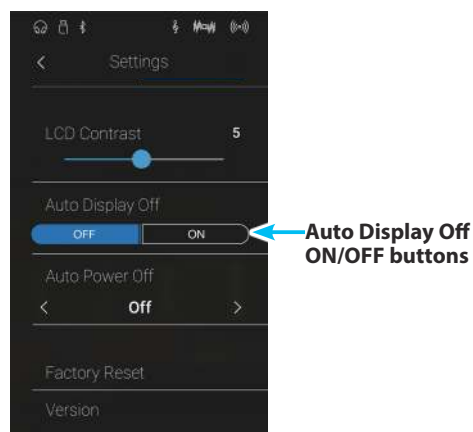 Settings
LCD Contrast 5
Auto Display Off
OFF ON
Auto Display Off
ON/OFF buttons
Auto Power Off
Off
Factory Reset
Version